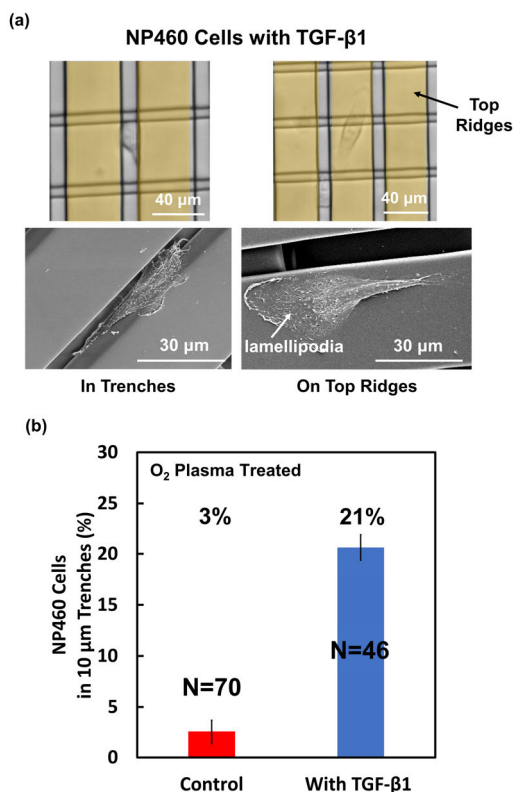 (a)
NP460 Cells with TGF-β1
Top
Ridges
40 μm
40 μm
lamellipodia
30 μm
30 μm
In Trenches
On Top Ridges
(b)
O₂ Plasma Treated
NP460 Cells
in 10 μm Trenches (%)
30
25
20
15
10
5
0
3%
21%
N=70
N=46
Control
With TGF-β1